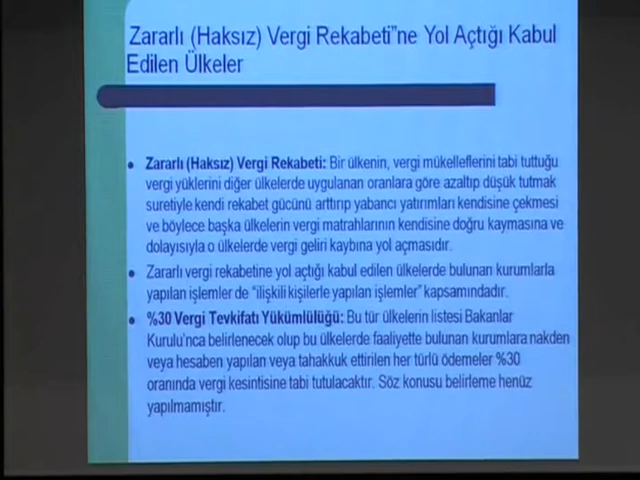 Zararlı (Haksız) Vergi Rekabeti"ne Yol Açtığı Kabul
Edilen Ülkeler
Zararlı (Haksız) Vergi Rekabeti: Bir ülkenin, vergi mükelleflerini tabi tuttuğu
vergi yüklerini diğer ülkelerde uygulanan oranlara göre azaltıp düşük tutmak
suretiyle kendi rekabet gücünü arttırıp yabancı yatırımları kendisine çekmesi
ve böylece başka ülkelerin vergi matrahlarının kendisine doğru kaymasına ve
dolayısıyla o ülkelerde vergi geliri kaybına yol açmasıdır.
Zararlı vergi rekabetine yol açtığı kabul edilen ülkelerde bulunan kurumlarla
yapılan işlemler de "ilişkili kişilerle yapılan işlemler" kapsamındadır.
%30 Vergi Tevkifatı Yükümlülüğü: Bu tür ülkelerin listesi Bakanlar
Kurulu'nca belirlenecek olup bu ülkelerde faaliyette bulunan kurumlara nakden
veya hesaben yapılan veya tahakkuk ettirilen her türlü ödemeler %30
oranında vergi kesintisine tabi tutulacaktır. Söz konusu belirleme henüz
yapılmamıştır.